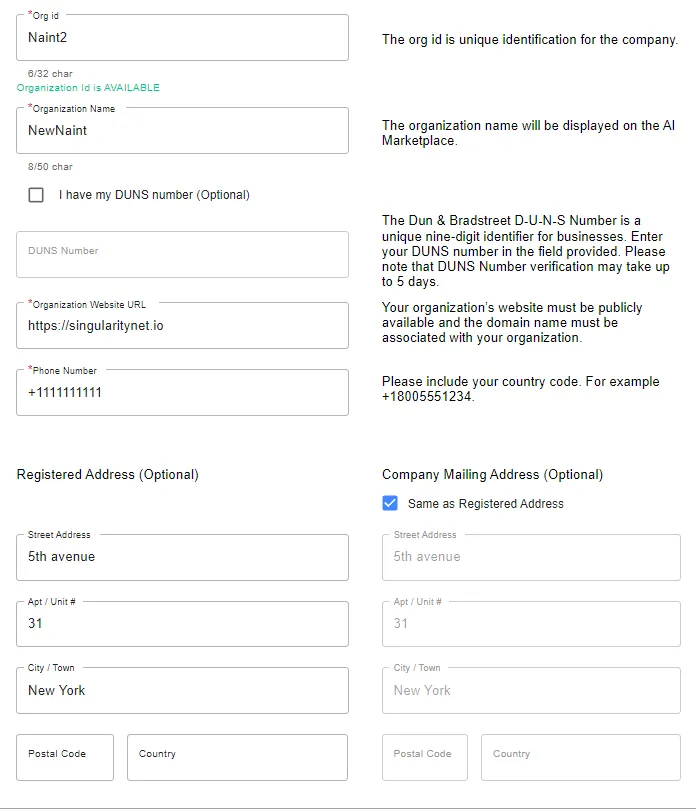 *Org id
Naint2
The org id is unique identification for the company.
6/32 char
Organization Id is AVAILABLE
*Organization Name
NewNaint
The organization name will be displayed on the AI
Marketplace.
8/50 char
I have my DUNS number (Optional)
DUNS Number
The Dun & Bradstreet D-U-N-S Number is a
unique nine-digit identifier for businesses. Enter
your DUNS number in the field provided. Please
note that DUNS Number verification may take up
to 5 days.
*Organization Website URL
https://singularitynet.io
Your organization's website must be publicly
available and the domain name must be
associated with your organization.
*Phone Number
+1111111111
Please include your country code. For example
+18005551234.
Registered Address (Optional)
Company Mailing Address (Optional)
Same as Registered Address
Street Address
5th avenue
Street Address
5th avenue
Apt / Unit #
31
Apt / Unit #
31
City / Town
New York
City / Town
New York
Postal Code
Country
Postal Code
Country